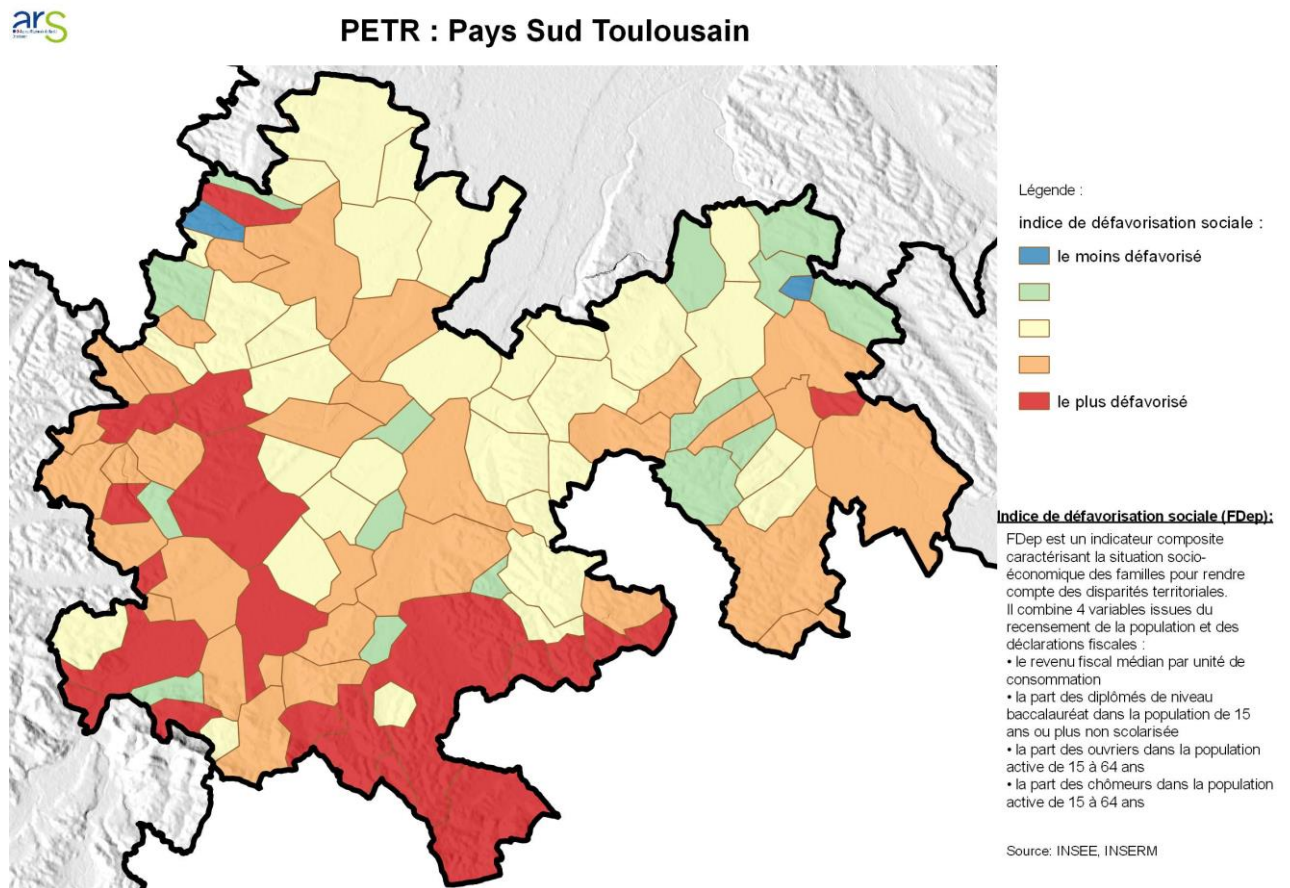 ars
PETR : Pays Sud Toulousain
Légende :
indice de défavorisation sociale :
le moins défavorisé
le plus défavorisé
Indice de défavorisation sociale (FDep):
FDep est un indicateur composite
caractérisant la situation socio-
économique des familles pour rendre
compte des disparités territoriales.
Il combine 4 variables issues du
recensement de la population et des
déclarations fiscales :
• le revenu fiscal médian par unité de
consommation
• la part des diplômés de niveau
baccalauréat dans la population de 15
ans ou plus non scolarisée
• la part des ouvriers dans la population
active de 15 à 64 ans
• la part des chômeurs dans la population
active de 15 à 64 ans
Source: INSEE, INSERM